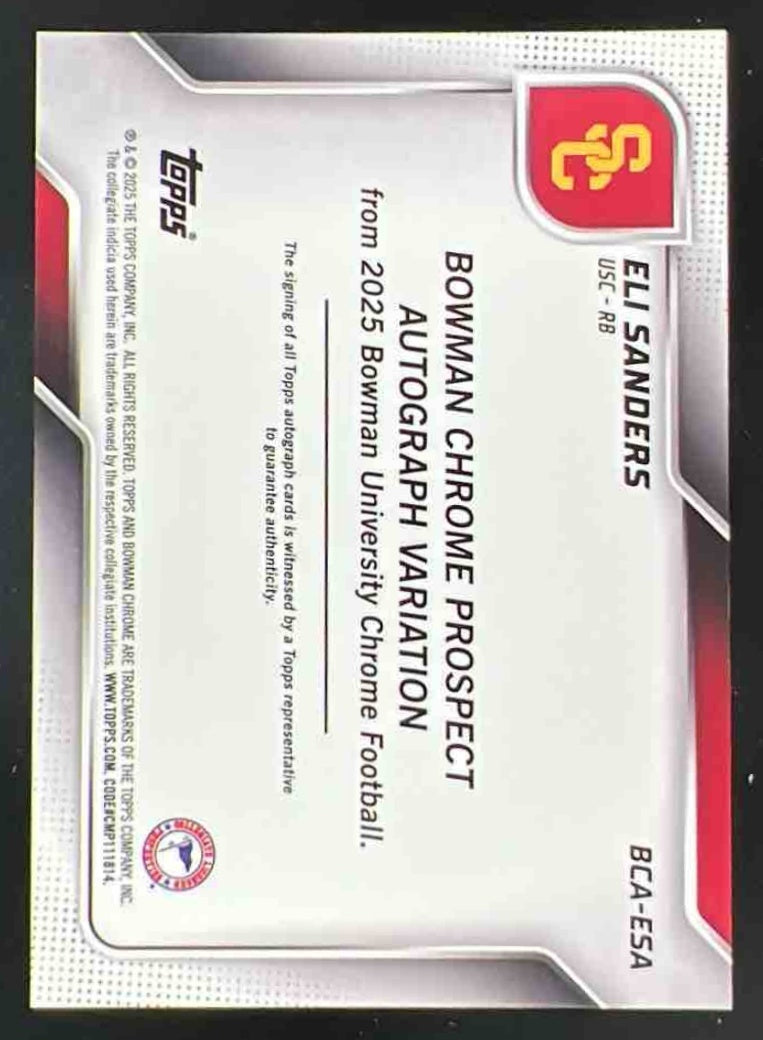 SC
ELI SANDERS
USC - RB
BCA-ESA
BOWMAN CHROME PROSPECT
AUTOGRAPH VARIATION
from 2025 Bowman University Chrome Football.
The signing of all Topps autograph cards is witnessed by a Topps representative
to guarantee authenticity.
topps®
® & © 2025 THE TOPPS COMPANY, INC. ALL RIGHTS RESERVED. TOPPS AND BOWMAN CHROME ARE TRADEMARKS OF THE TOPPS COMPANY, INC.
The collegiate indicia used herein are trademarks owned by the respective collegiate institutions. WWW.TOPPS.COM. CODE#CMP111814.